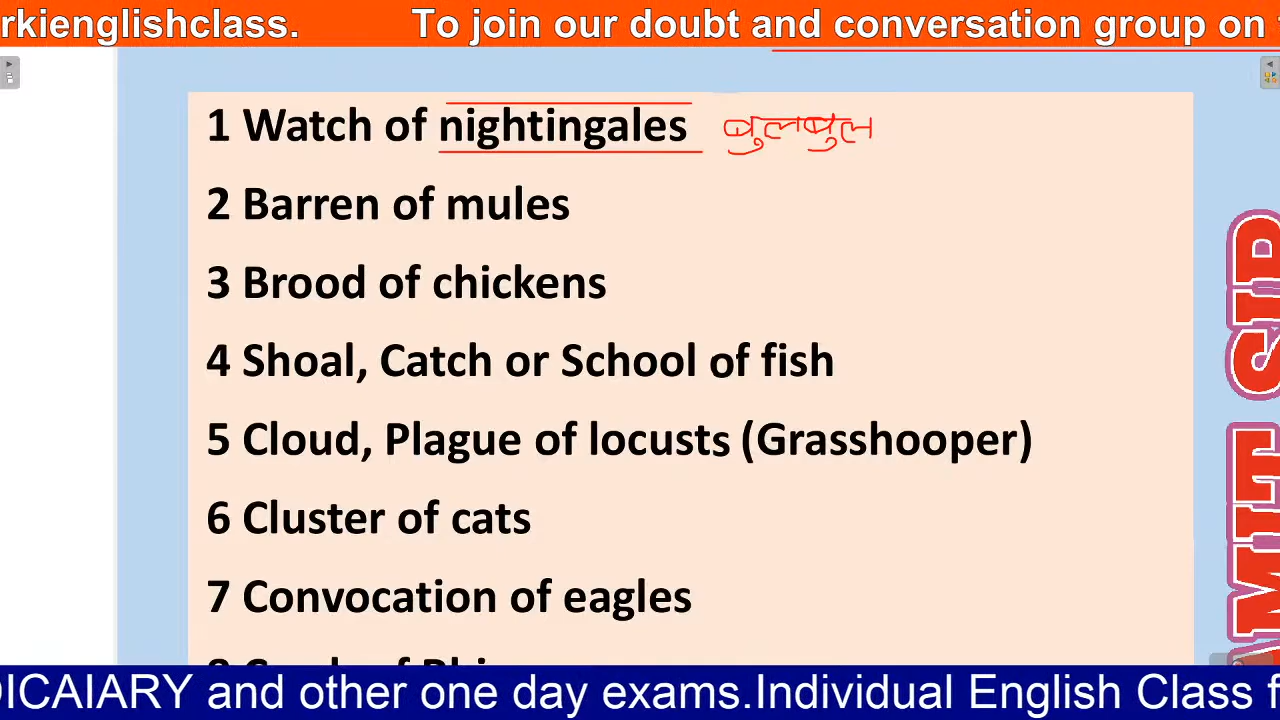 rkienglishclass. To join our doubt and conversation group on
1 Watch of nightingales बुलबुल
2 Barren of mules
3 Brood of chickens
4 Shoal, Catch or School of fish
5 Cloud, Plague of locusts (Grasshooper)
6 Cluster of cats
7 Convocation of eagles
DICAIARY and other one day exams.Individual English Class f